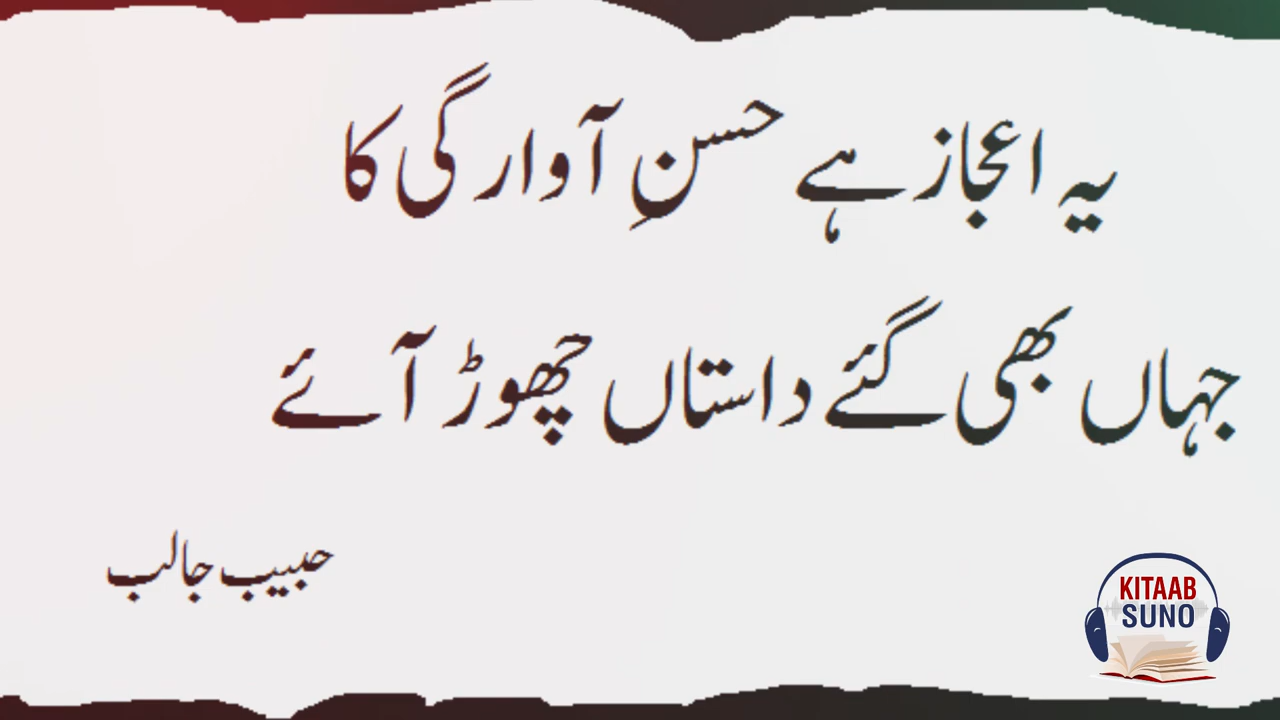 یہ اعجاز ہے حسنِ آوارگی کا
جہاں بھی گئے داستاں چھوڑ آئے
حبیب جالب
KITAAB
SUNO